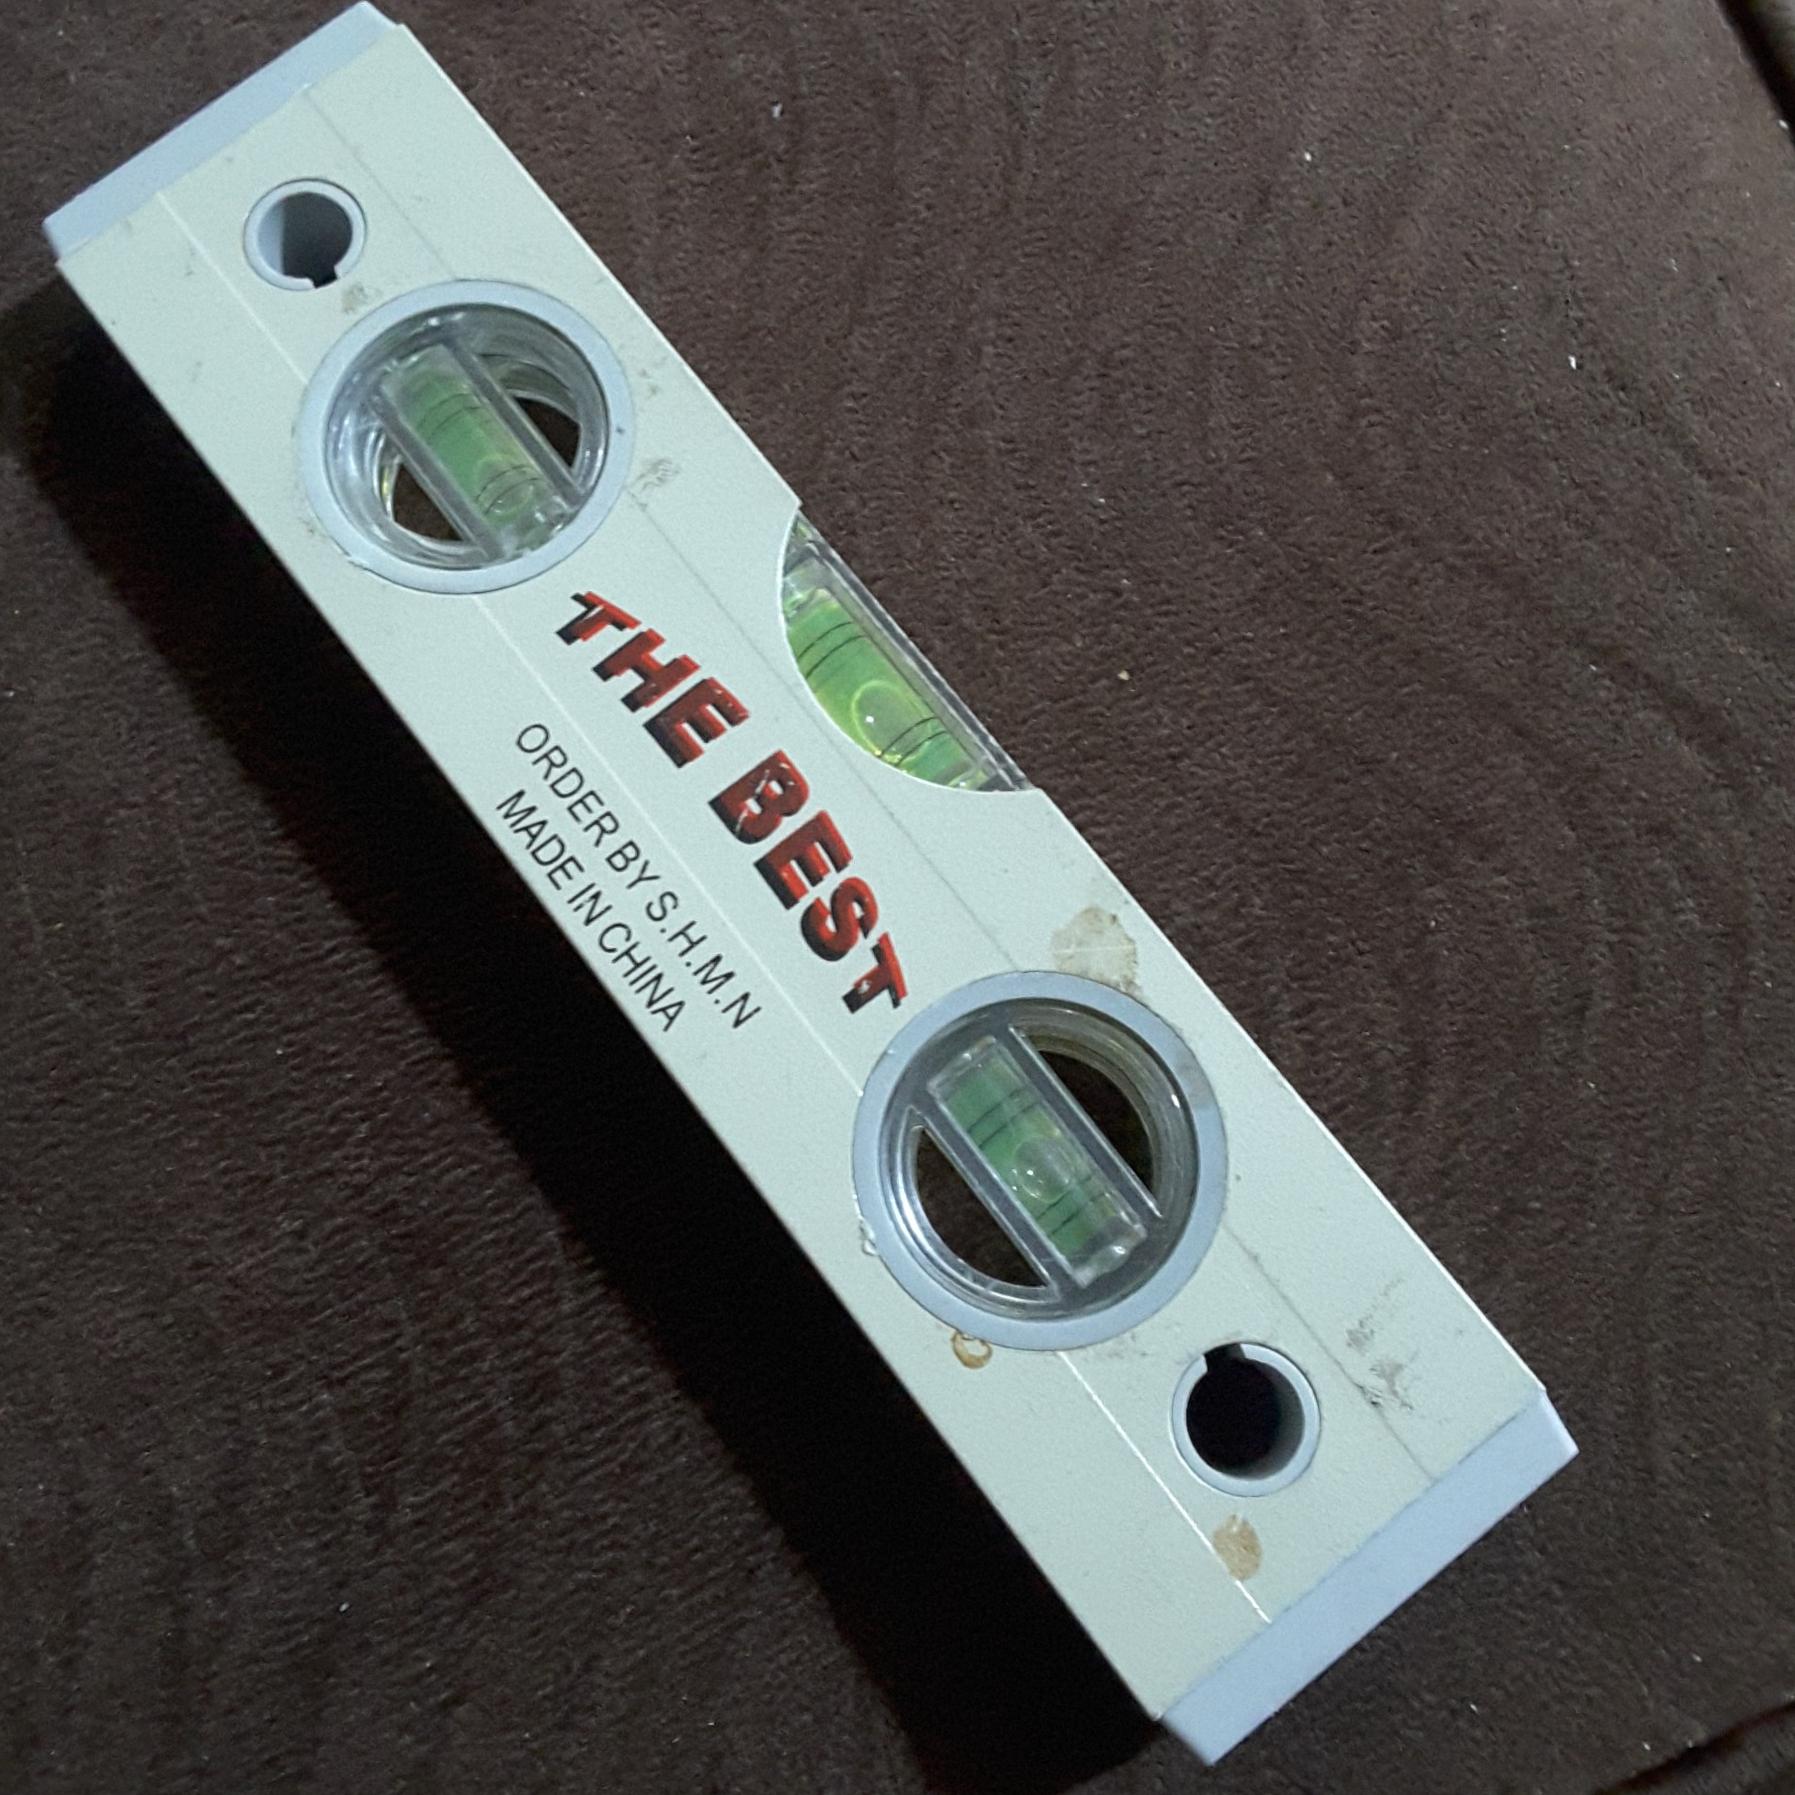 THE BEST
ORDER BY S.H.M.N
MADE IN CHINA